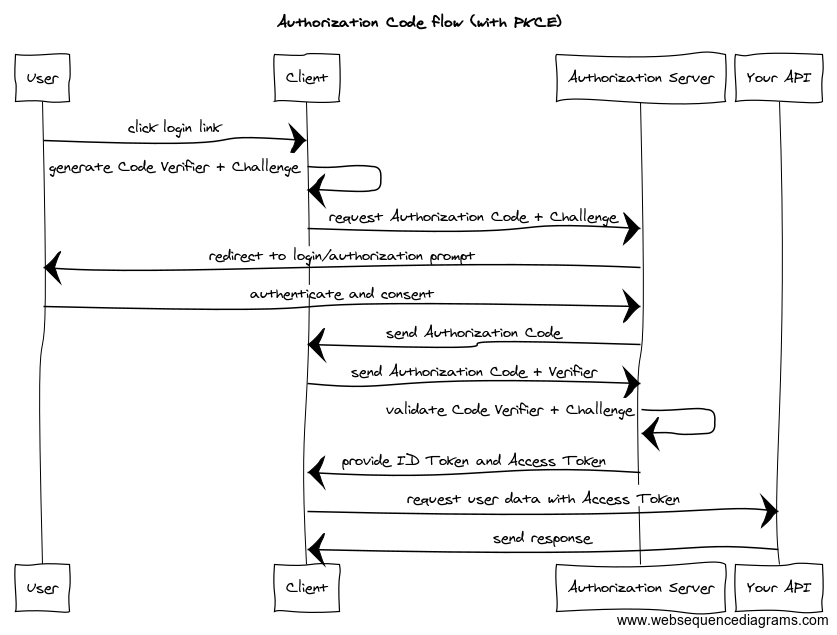 Authorization Code flow (with PKCE)
User
Client
Authorization Server
Your API
click login link
generate Code Verifier + Challenge
request Authorization Code + Challenge
redirect to login/authorization prompt
authenticate and consent
send Authorization Code
send Authorization Code + Verifier
validate Code Verifier + Challenge
provide ID Token and Access Token
request user data with Access Token
send response
User
Client
Authorization Server
Your API
www.websequencediagrams.com